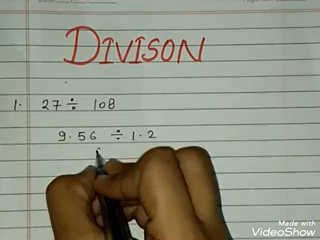 DIVISON
1. 27 ÷ 108
9.56 ÷ 1.2
Made with
VideoShow